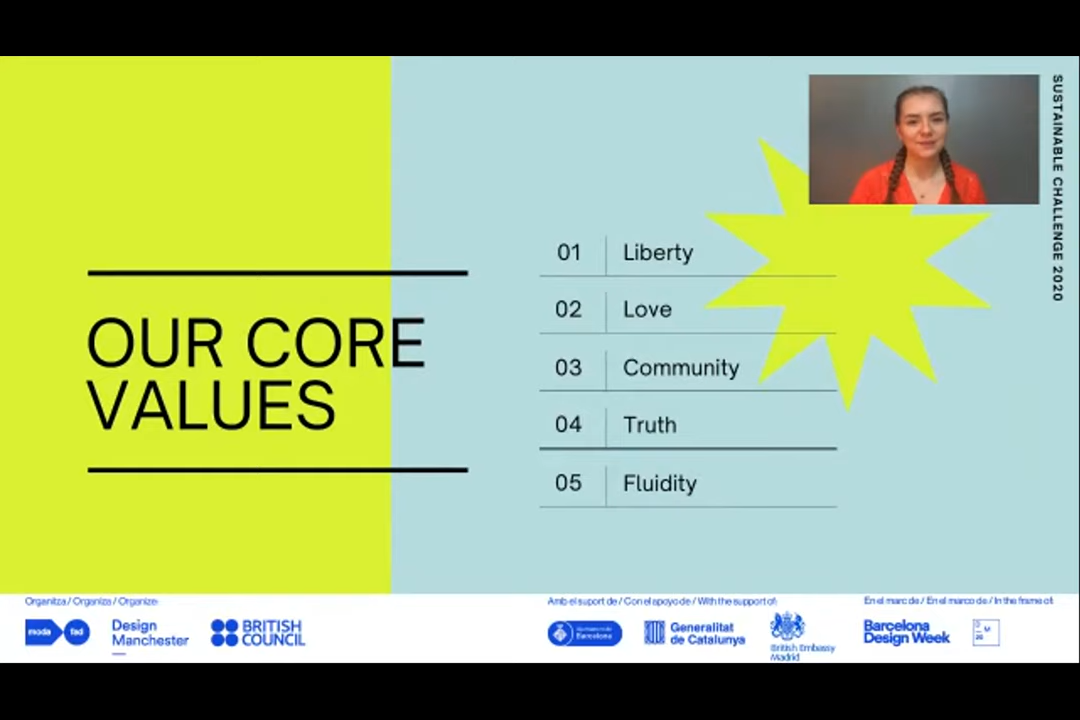 SUSTAINABLE CHALLENGE 2020
OUR CORE
VALUES
01 Liberty
02 Love
03 Community
04 Truth
05 Fluidity
Organitza / Organiza / Organize:
moda fad
Design
Manchester
BRITISH
COUNCIL
Amb el suport de / Con el apoyo de / With the support of:
Ajuntament de
Barcelona
Generalitat
de Catalunya
British Embassy
Madrid
En el marc de / En el marco de / In the frame of:
Barcelona
Design Week